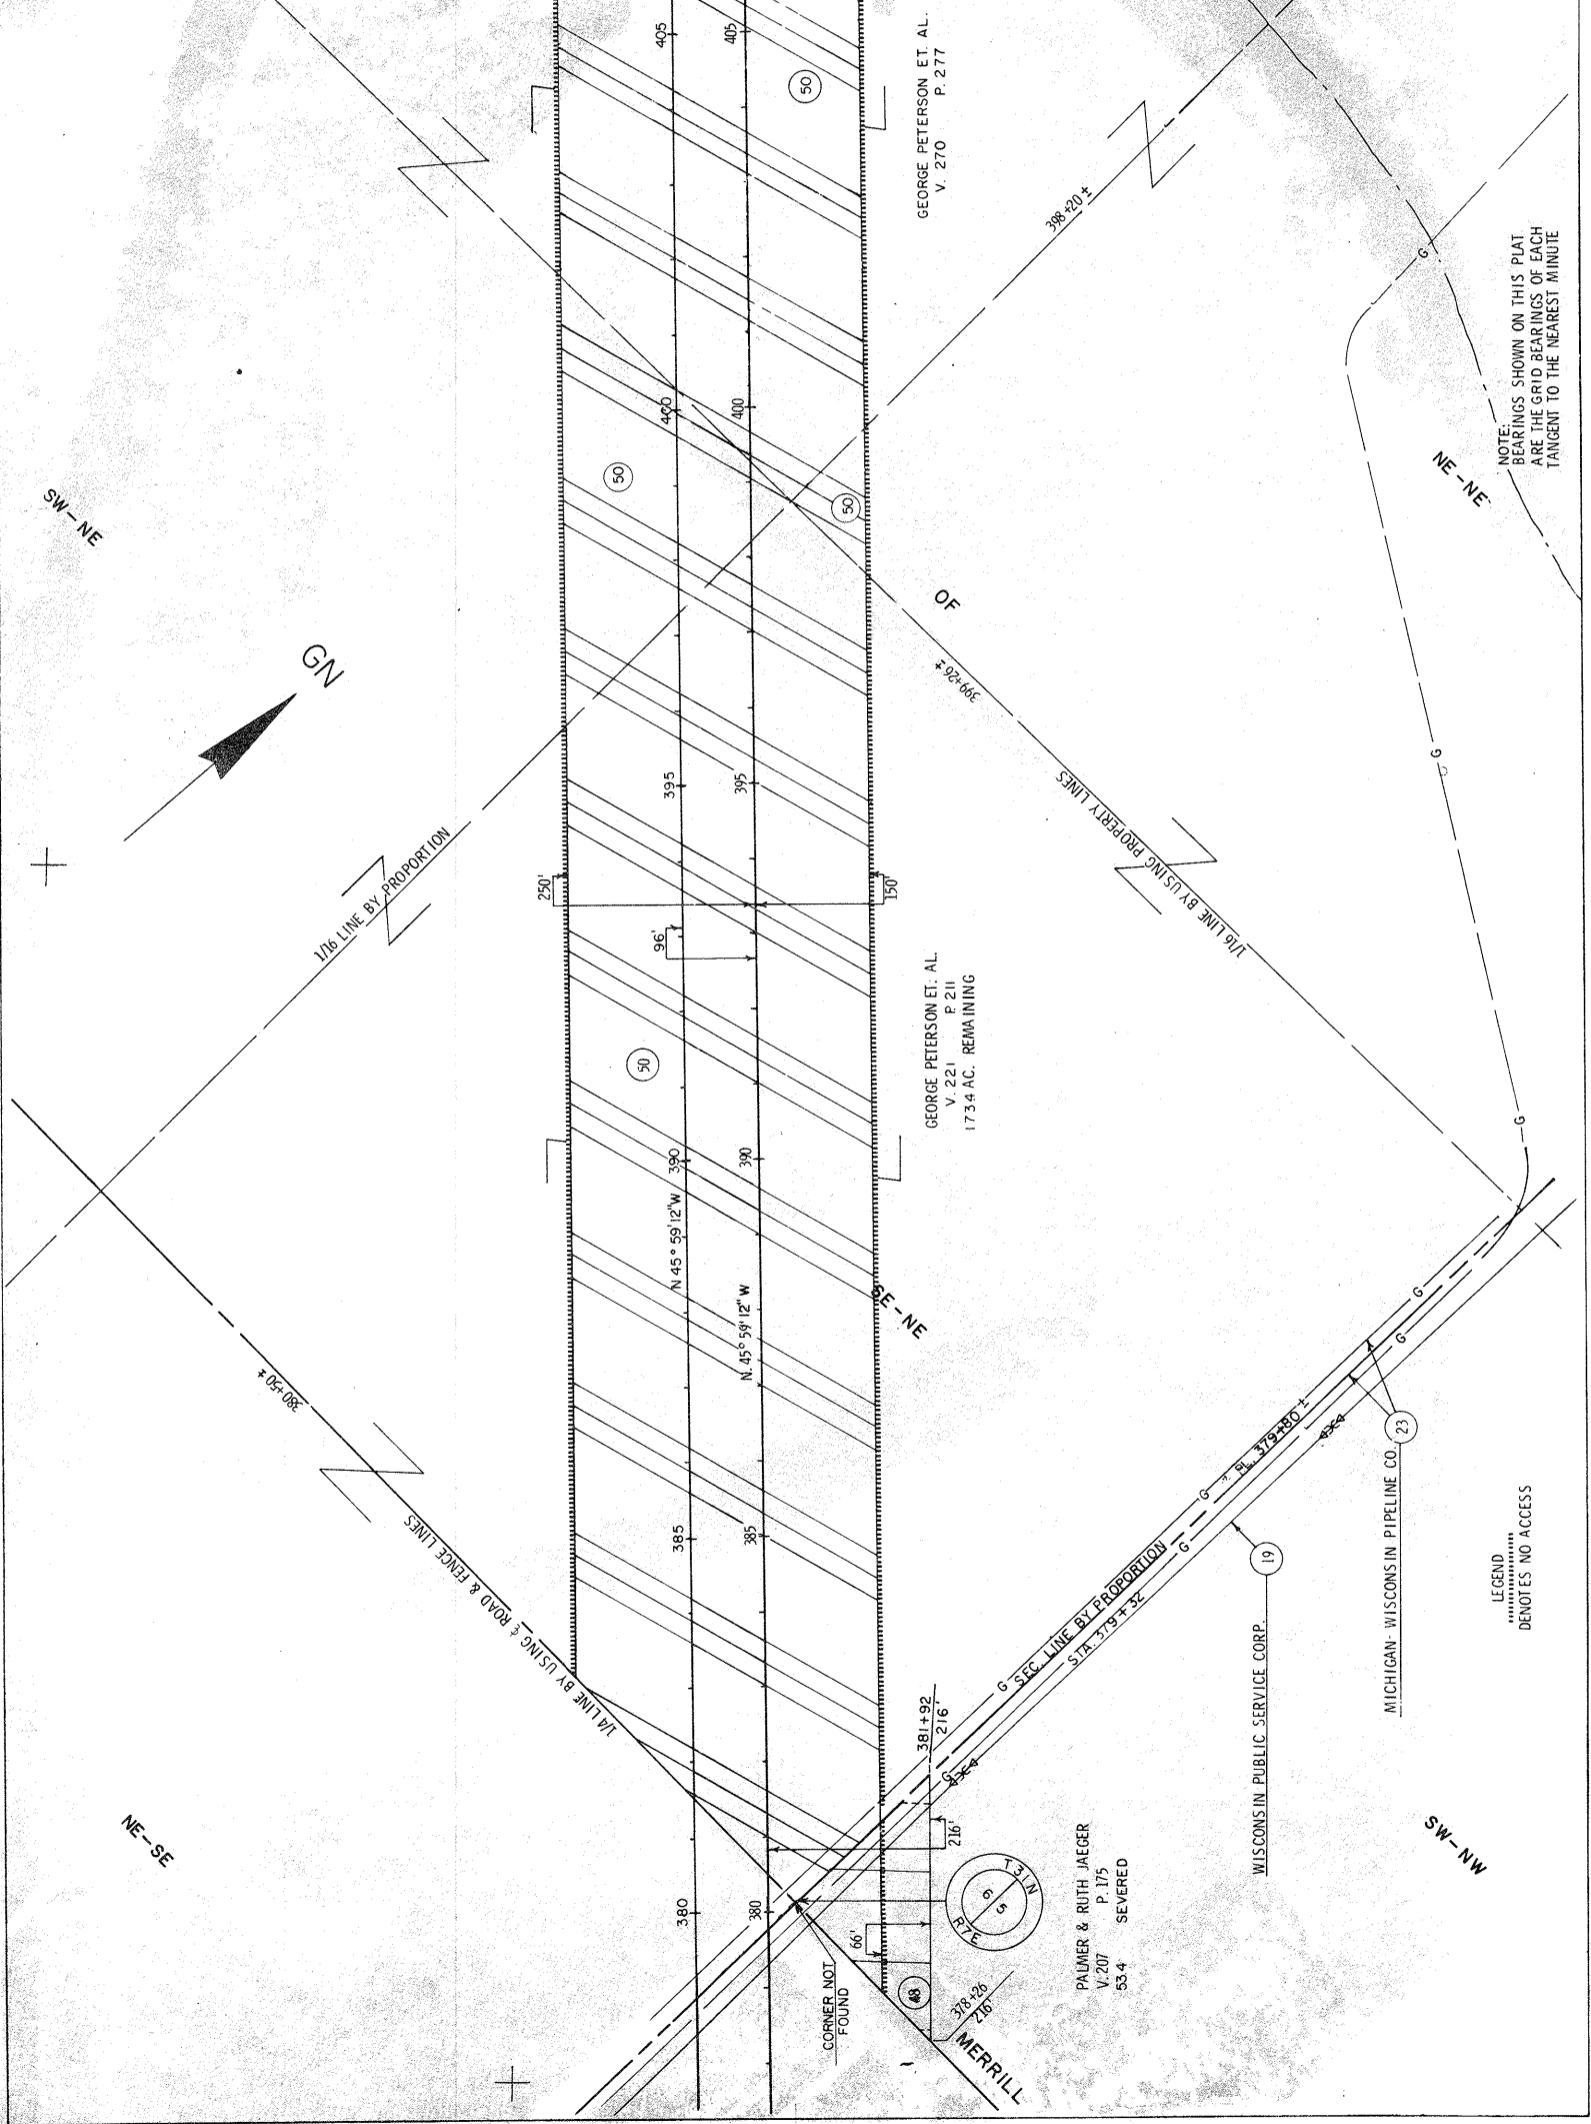 405
405
50
GEORGE PETERSON ET. AL.
V. 270 P. 277
398+20 ±
G
NOTE:
BEARINGS SHOWN ON THIS PLAT
ARE THE GRID BEARINGS OF EACH
TANGENT TO THE NEAREST MINUTE
NE-NE
SW-NE
400
400
50
50
GN
OF
399+26 ±
395
395
1/16 LINE BY USING PROPERTY LINES
G
1/16 LINE BY PROPORTION
250'
150'
96'
50
GEORGE PETERSON ET. AL.
V. 221 P. 211
173.4 AC. REMAINING
G
390
390
N 45° 59' 12" W
N. 45° 59' 12" W
SE-NE
380+50 ±
G
G
PL. 379+80 ±
23
MICHIGAN-WISCONSIN PIPELINE CO.
LEGEND
DENOTES NO ACCESS
385
385
1/4 LINE BY USING ℄ ROAD & FENCE LINES
G
G
SEC. LINE BY PROPORTION
STA. 379+32
19
WISCONSIN PUBLIC SERVICE CORP.
G
381+92
216'
G
NE-SE
SW-NW
216'
380
380
T 31 N
6
5
R7E
66'
CORNER NOT
FOUND
48
378+26
216'
PALMER & RUTH JAEGER
V. 207 P. 175
53.4 SEVERED
MERRILL